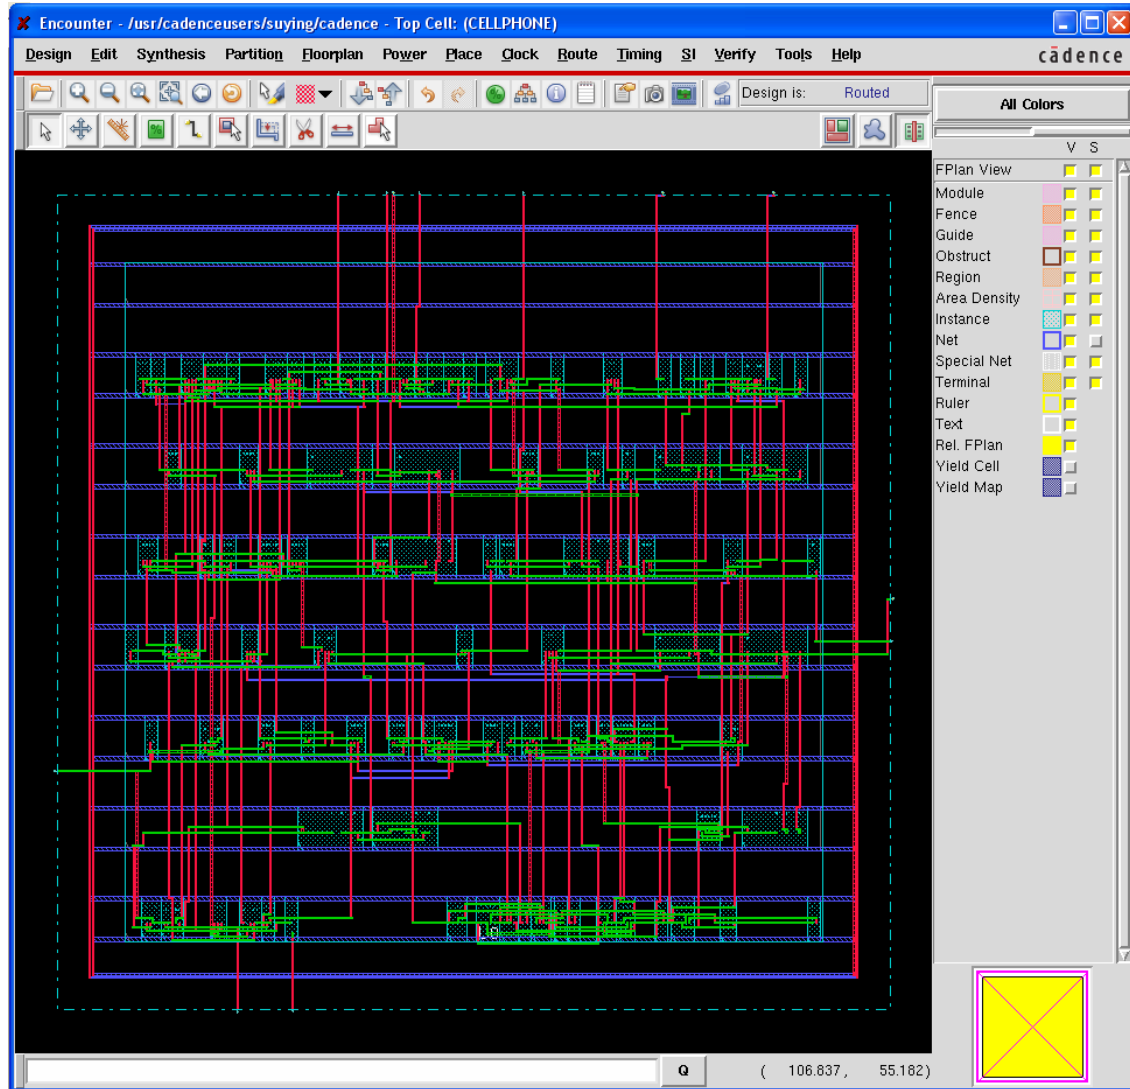 Encounter - /usr/cadenceusers/suying/cadence - Top Cell: (CELLPHONE)
Design Edit Synthesis Partition Floorplan Power Place Clock Route Timing SI Verify Tools Help cādence
Design is: Routed
All Colors
V S
FPlan View
Module
Fence
Guide
Obstruct
Region
Area Density
Instance
Net
Special Net
Terminal
Ruler
Text
Rel. FPlan
Yield Cell
Yield Map
Q ( 106.837, 55.182)